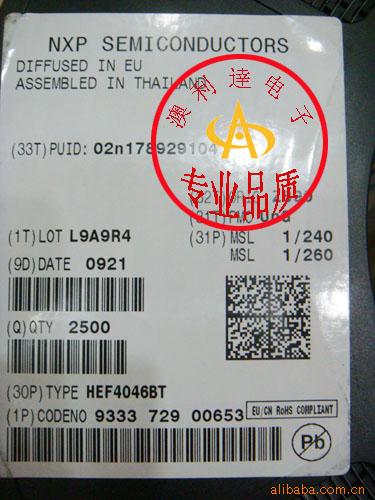 NXP SEMICONDUCTORS
DIFFUSED IN EU
ASSEMBLED IN THAILAND
澳利達电子
(33T) PUID: 02n178929104
专业品质
(1T) LOT L9A9R4
(31P) MSL 1/240
(9D) DATE 0921
MSL 1/260
(Q) QTY 2500
(30P) TYPE HEF4046BT
EU/CN RoHS COMPLIANT
(1P) CODENO 9333 729 00653
Pb
alibaba.com.cn